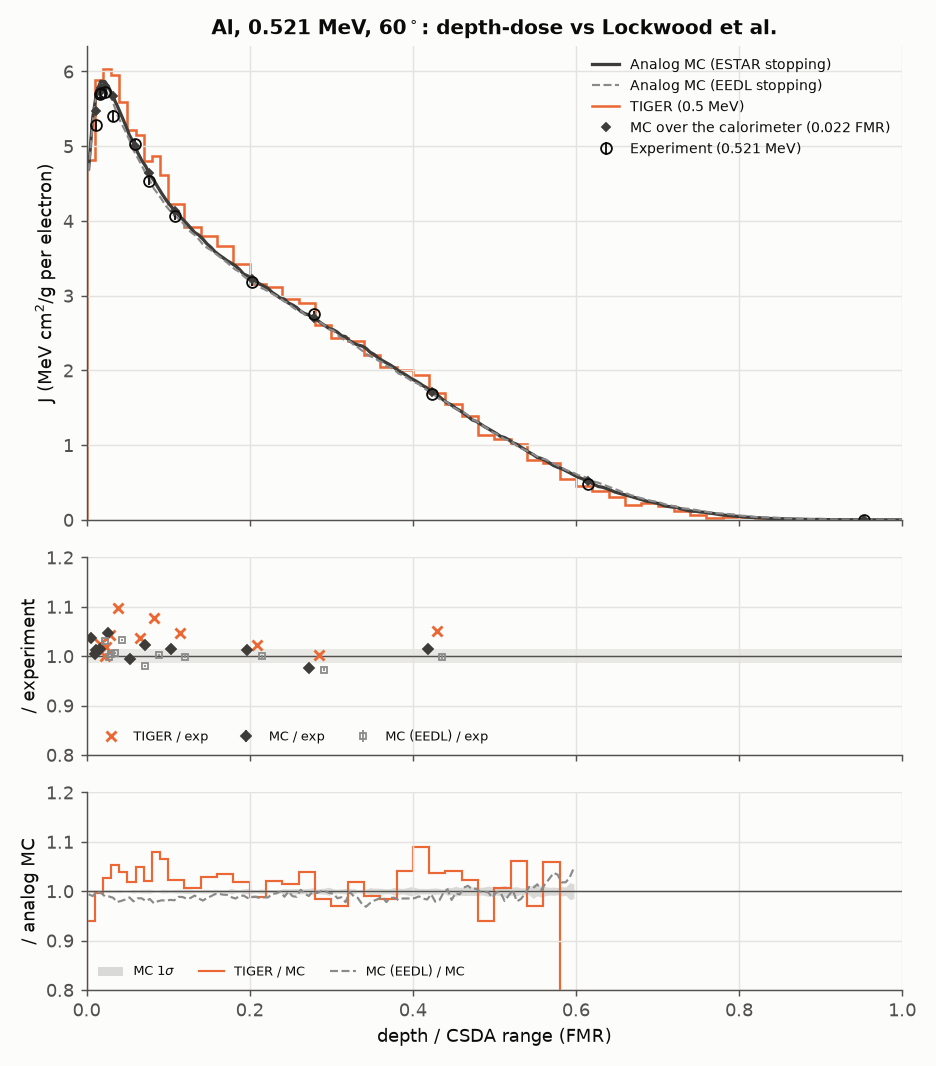 Al, 0.521 MeV, 60°: depth-dose vs Lockwood et al.
Analog MC (ESTAR stopping)
Analog MC (EEDL stopping)
TIGER (0.5 MeV)
MC over the calorimeter (0.022 FMR)
Experiment (0.521 MeV)
J (MeV cm²/g per electron)
6
5
4
3
2
1
0
/ experiment
1.2
1.1
1.0
0.9
0.8
TIGER / exp
MC / exp
MC (EEDL) / exp
/ analog MC
1.2
1.1
1.0
0.9
0.8
MC 1σ
TIGER / MC
MC (EEDL) / MC
0.0 0.2 0.4 0.6 0.8 1.0
depth / CSDA range (FMR)